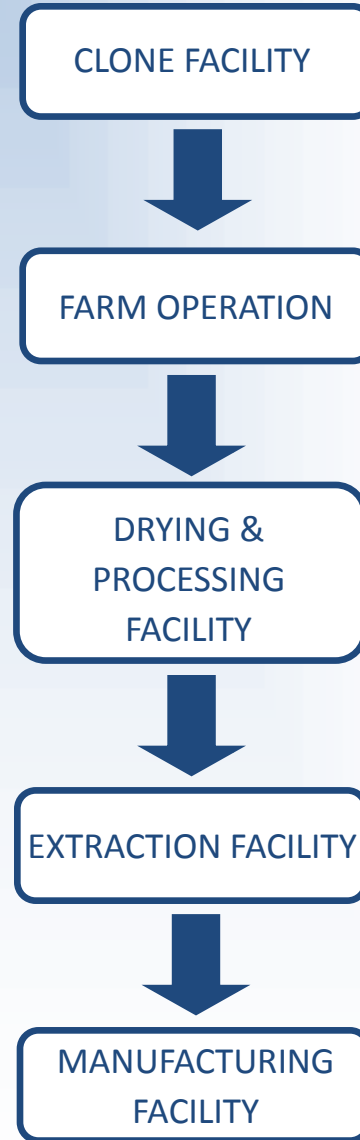 CLONE FACILITY
FARM OPERATION
DRYING &
PROCESSING
FACILITY
EXTRACTION FACILITY
MANUFACTURING
FACILITY